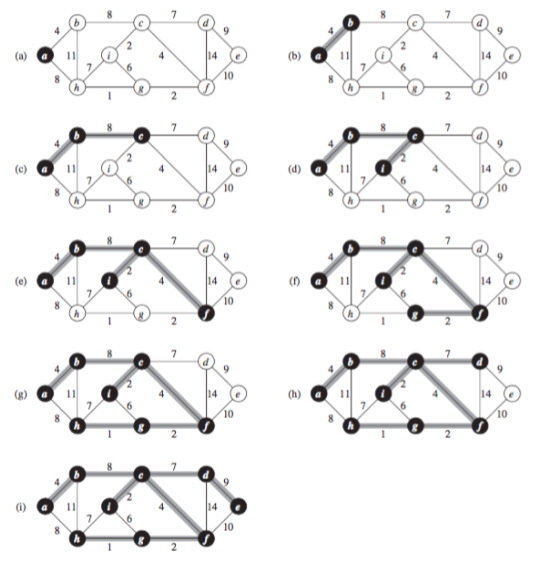 8 7
b c d
4 2 9
(a) a 11 i 4 14 e
8 7 6 10
h g f
1 2
8 7
b c d
4 2 9
(b) a 11 i 4 14 e
8 7 6 10
h g f
1 2
8 7
b c d
4 2 9
(c) a 11 i 4 14 e
8 7 6 10
h g f
1 2
8 7
b c d
4 2 9
(d) a 11 i 4 14 e
8 7 6 10
h g f
1 2
8 7
b c d
4 2 9
(e) a 11 i 4 14 e
8 7 6 10
h g f
1 2
8 7
b c d
4 2 9
(f) a 11 i 4 14 e
8 7 6 10
h g f
1 2
8 7
b c d
4 2 9
(g) a 11 i 4 14 e
8 7 6 10
h g f
1 2
8 7
b c d
4 2 9
(h) a 11 i 4 14 e
8 7 6 10
h g f
1 2
8 7
b c d
4 2 9
(i) a 11 i 4 14 e
8 7 6 10
h g f
1 2